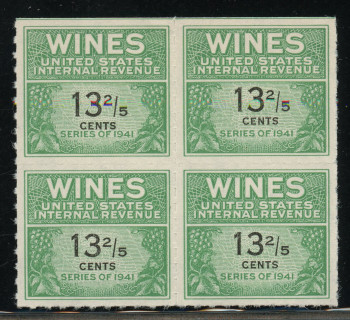 WINES WINES
UNITED STATES UNITED STATES
INTERNAL REVENUE INTERNAL REVENUE
13 2/5 13 2/5
CENTS CENTS
SERIES OF 1941 SERIES OF 1941
WINES WINES
UNITED STATES UNITED STATES
INTERNAL REVENUE INTERNAL REVENUE
13 2/5 13 2/5
CENTS CENTS
SERIES OF 1941 SERIES OF 1941